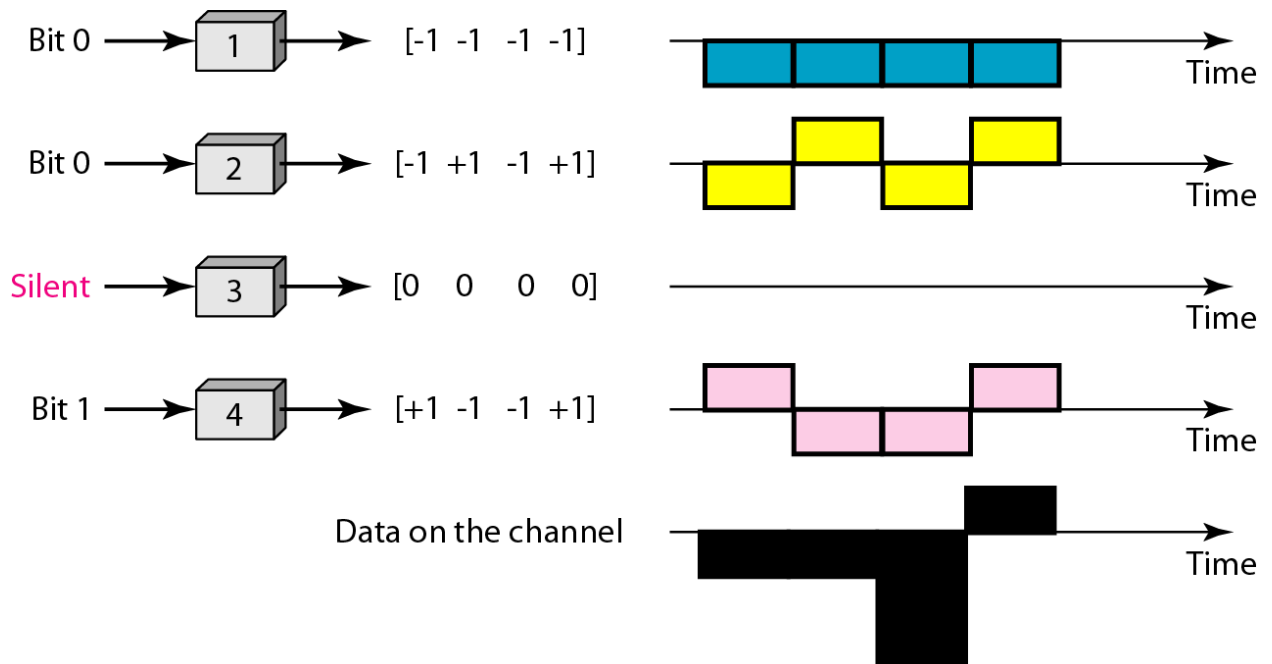 Bit 0 1 [-1 -1 -1 -1]
Time
Bit 0 2 [-1 +1 -1 +1]
Time
Silent 3 [0 0 0 0]
Time
Bit 1 4 [+1 -1 -1 +1]
Time
Data on the channel
Time